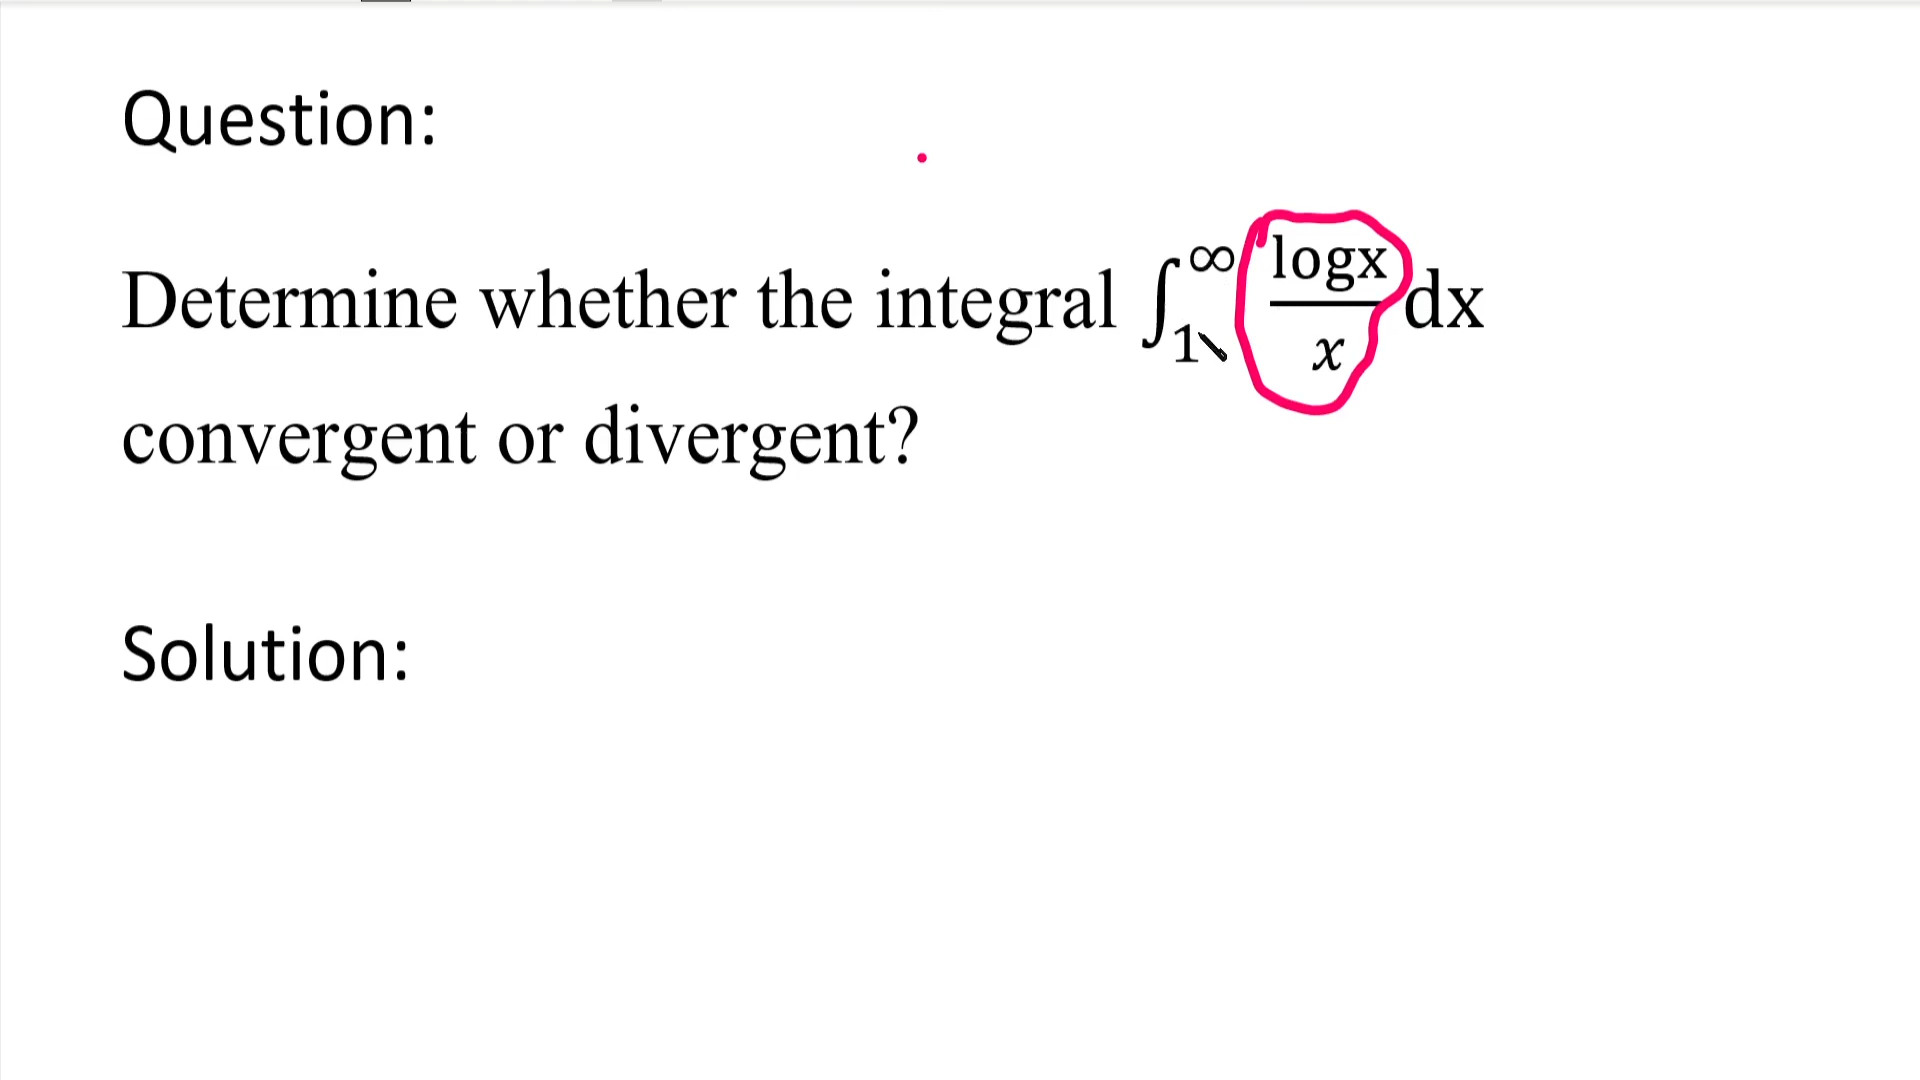 Question:
Determine whether the integral ∫₁^∞ logx/x dx
convergent or divergent?
Solution: